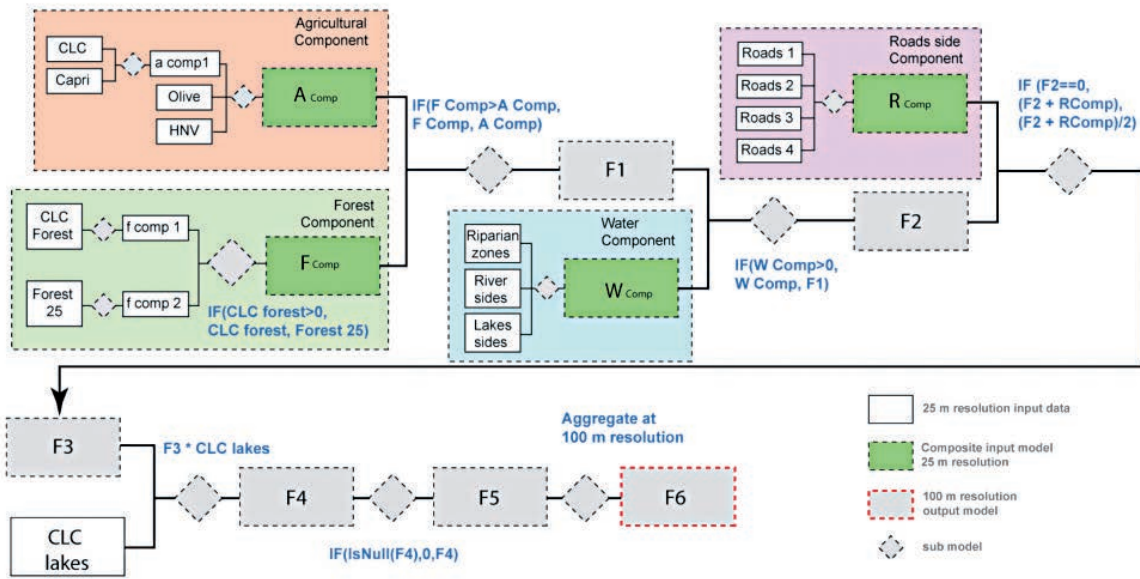 Agricultural
Component
CLC
Capri
a comp1
Olive
HNV
A Comp
IF(F Comp>A Comp,
F Comp, A Comp)
Forest
Component
CLC
Forest
f comp 1
Forest
25
f comp 2
F Comp
IF(CLC forest>0,
CLC forest, Forest 25)
F1
Water
Component
Riparian
zones
River
sides
Lakes
sides
W Comp
IF(W Comp>0,
W Comp, F1)
Roads side
Component
Roads 1
Roads 2
Roads 3
Roads 4
R Comp
F2
IF (F2==0,
(F2 + RComp),
(F2 + RComp)/2)
F3
CLC
lakes
F3 * CLC lakes
F4
IF(IsNull(F4),0,F4)
F5
Aggregate at
100 m resolution
F6
25 m resolution input data
Composite input model
25 m resolution
100 m resolution
output model
sub model